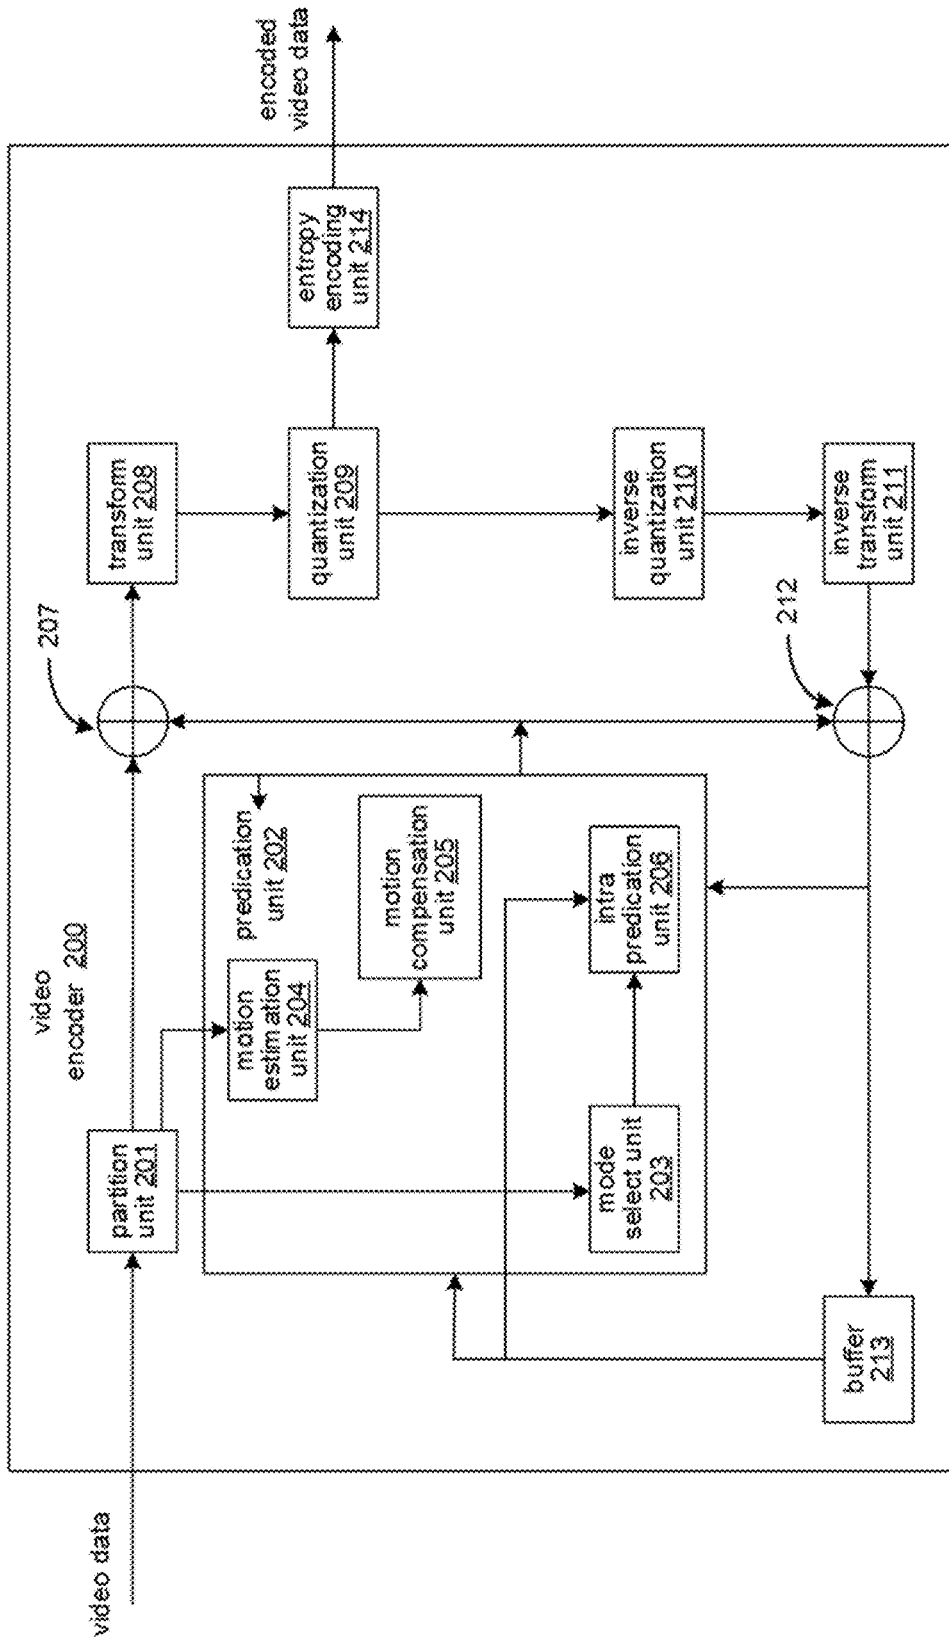 video
encoder 200
207
video data
partition
unit 201
transform
unit 208
encoded
video data
predication
unit 202
motion
estimation
unit 204
motion
compensation
unit 205
quantization
unit 209
entropy
encoding
unit 214
mode
select unit
203
intra
predication
unit 206
inverse
quantization
unit 210
212
buffer
213
inverse
transform
unit 211